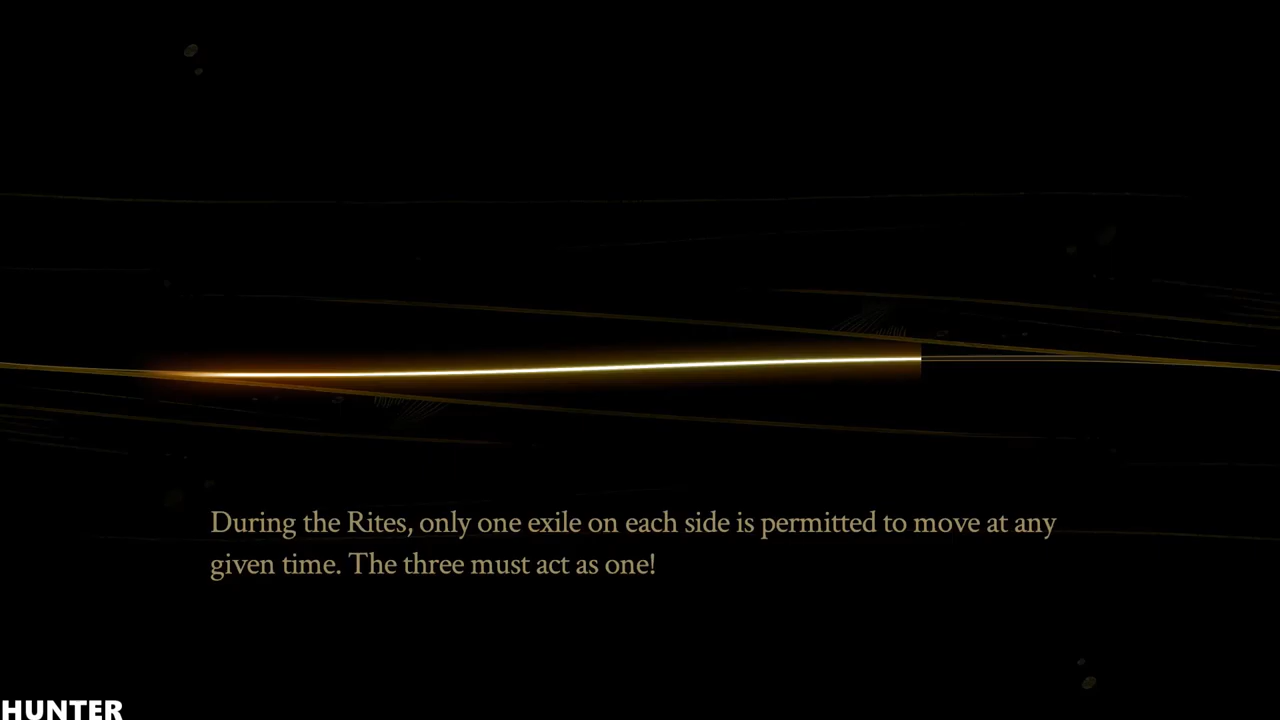 During the Rites, only one exile on each side is permitted to move at any
given time. The three must act as one!
HUNTER